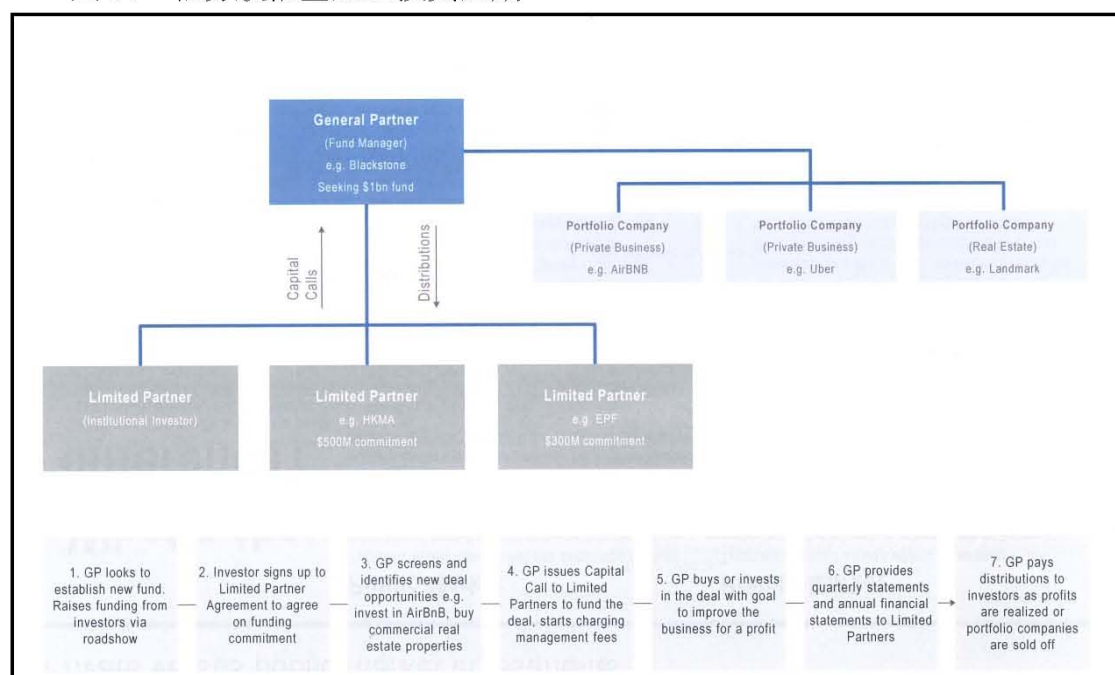 General Partner
(Fund Manager)
e.g. Blackstone
Seeking $1bn fund
Portfolio Company
(Private Business)
e.g. AirBNB
Portfolio Company
(Private Business)
e.g. Uber
Portfolio Company
(Real Estate)
e.g. Landmark
Capital
Calls
Distributions
Limited Partner
(Institutional Investor)
Limited Partner
e.g. HKMA
$500M commitment
Limited Partner
e.g. EPF
$300M commitment
1. GP looks to
establish new fund.
Raises funding from
investors via
roadshow
2. Investor signs up to
Limited Partner
Agreement to agree
on funding
commitment
3. GP screens and
identifies new deal
opportunities e.g.
invest in AirBnB, buy
commercial real
estate properties
4. GP issues Capital
Call to Limited
Partners to fund the
deal, starts charging
management fees
5. GP buys or invests
in the deal with goal
to improve the
business for a profit
6. GP provides
quarterly statements
and annual financial
statements to Limited
Partners
7. GP pays
distributions to
investors as profits
are realized or
portfolio companies
are sold off